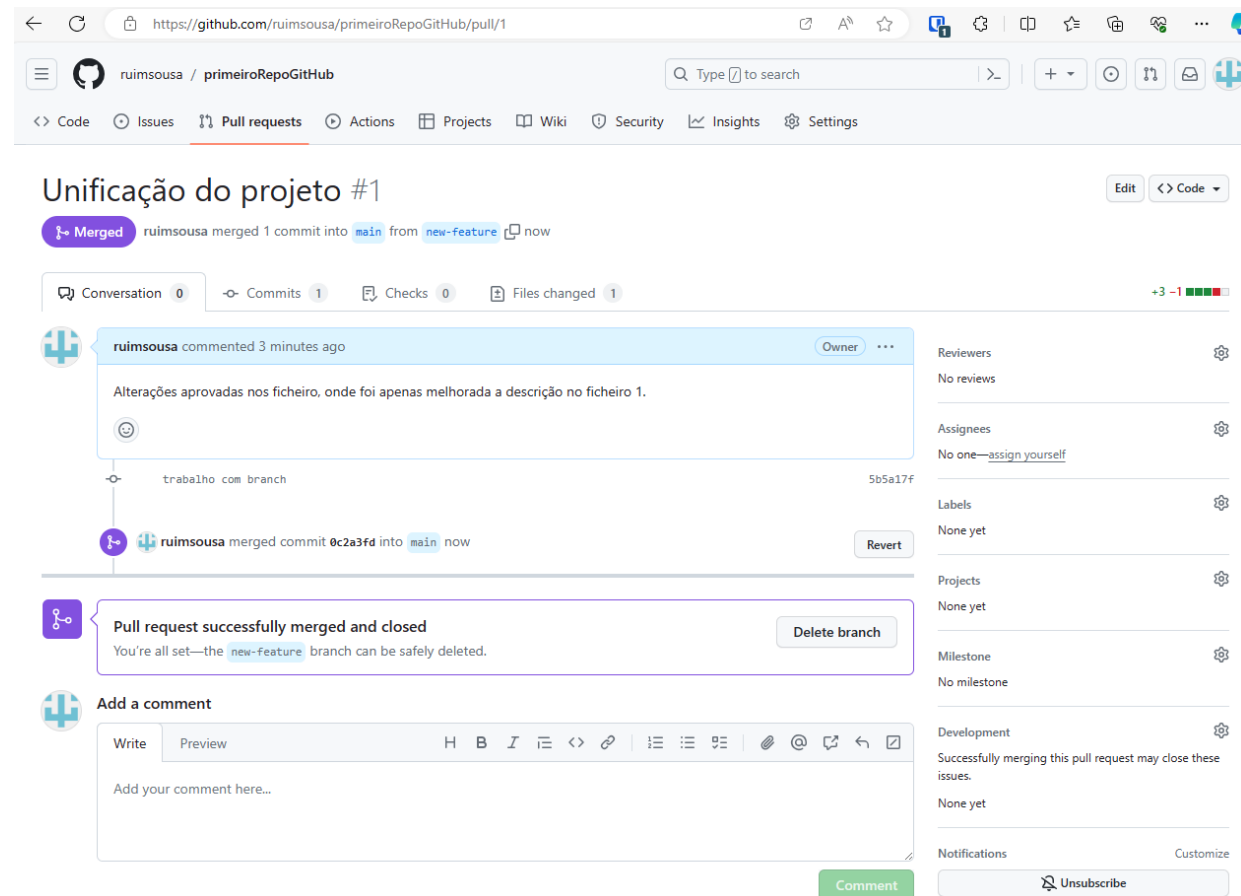 https://github.com/ruimsousa/primeiroRepoGitHub/pull/1
1
ruimsousa / primeiroRepoGitHub
Type / to search
Code Issues Pull requests Actions Projects Wiki Security Insights Settings
Unificação do projeto #1
Edit
<> Code
Merged ruimsousa merged 1 commit into main from new-feature now
Conversation 0 Commits 1 Checks 0 Files changed 1
+3 −1
ruimsousa commented 3 minutes ago
Owner
Alterações aprovadas nos ficheiro, onde foi apenas melhorada a descrição no ficheiro 1.
trabalho com branch 5b5a17f
ruimsousa merged commit 0c2a3fd into main now
Revert
Pull request successfully merged and closed
You're all set—the new-feature branch can be safely deleted.
Delete branch
Add a comment
Write Preview
H B I
Add your comment here...
Comment
Reviewers
No reviews
Assignees
No one—assign yourself
Labels
None yet
Projects
None yet
Milestone
No milestone
Development
Successfully merging this pull request may close these
issues.
None yet
Notifications Customize
Unsubscribe